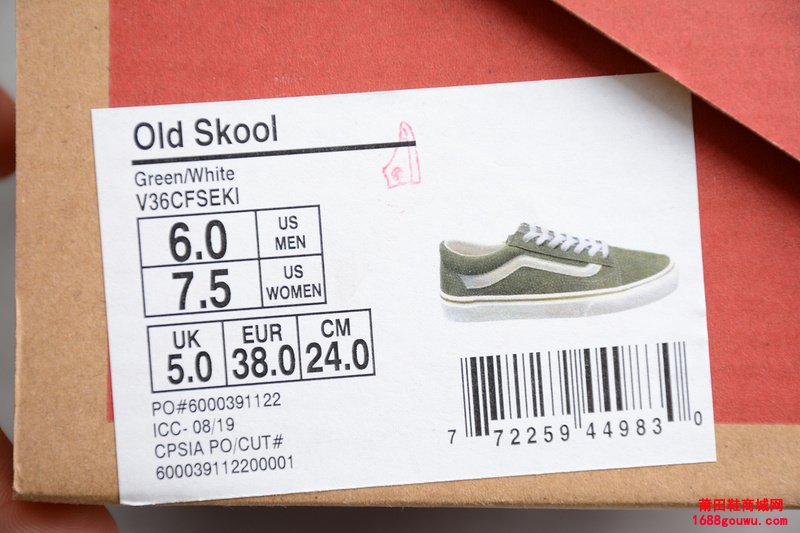 Old Skool
Green/White
V36CFSEKI
6.0 US MEN
7.5 US WOMEN
UK EUR CM
5.0 38.0 24.0
PO#6000391122
ICC- 08/19
CPSIA PO/CUT#
600039112200001
7 72259 44983 0
莆田鞋商城网
1688gouwu.com